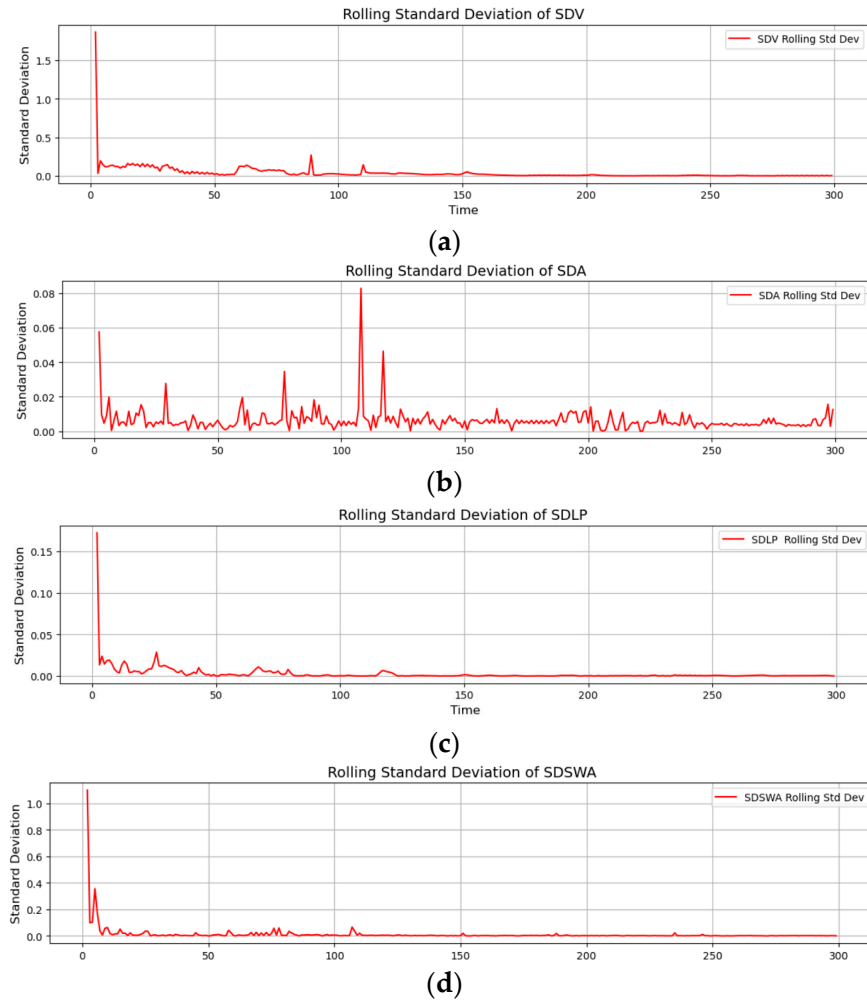 Rolling Standard Deviation of SDV
SDV Rolling Std Dev
Standard Deviation
1.5
1.0
0.5
0.0
0 50 100 150 200 250 300
Time
(a)
Rolling Standard Deviation of SDA
SDA Rolling Std Dev
Standard Deviation
0.08
0.06
0.04
0.02
0.00
0 50 100 150 200 250 300
(b)
Rolling Standard Deviation of SDLP
SDLP Rolling Std Dev
Standard Deviation
0.15
0.10
0.05
0.00
0 50 100 150 200 250 300
Time
(c)
Rolling Standard Deviation of SDSWA
SDSWA Rolling Std Dev
Standard Deviation
1.0
0.8
0.6
0.4
0.2
0.0
0 50 100 150 200 250 300
(d)